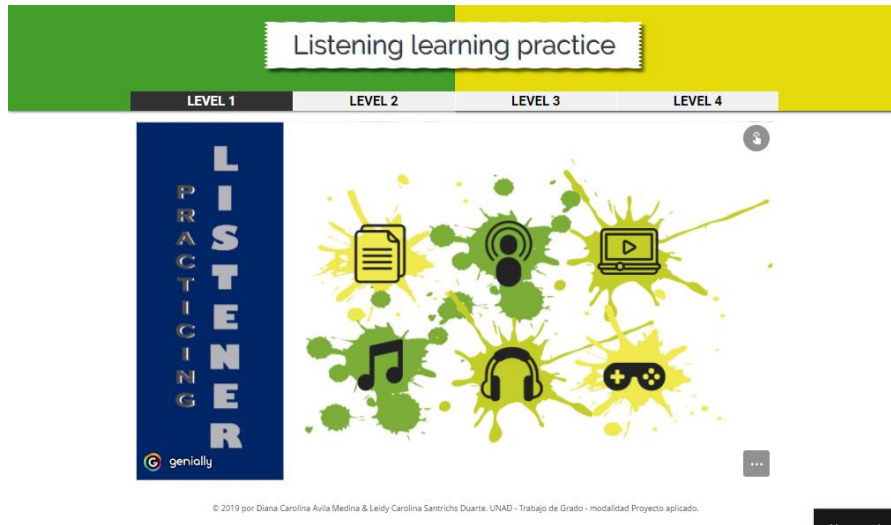 Listening learning practice
LEVEL 1 LEVEL 2 LEVEL 3 LEVEL 4
PRACTICING
LISTENER
genially
© 2019 por Diana Carolina Avila Medina & Leidy Carolina Santrichs Duarte. UNAD - Trabajo de Grado - modalidad Proyecto aplicado.